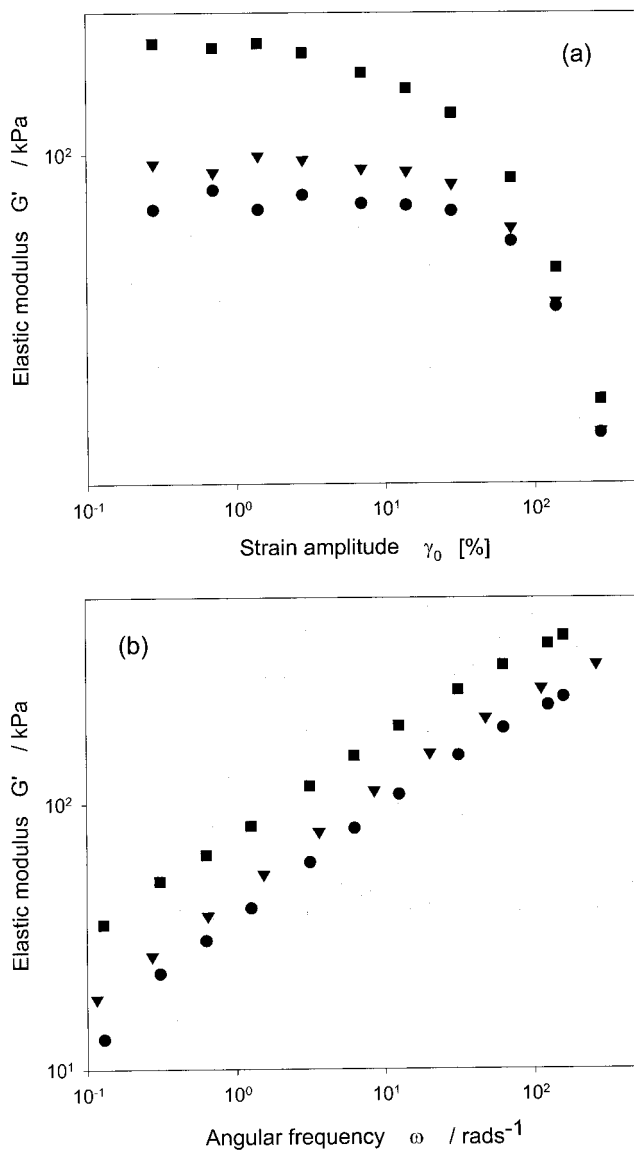 (a)
Elastic modulus G' / kPa
10²
10⁻¹ 10⁰ 10¹ 10²
Strain amplitude γ₀ [%]
(b)
Elastic modulus G' / kPa
10²
10¹
10⁻¹ 10⁰ 10¹ 10²
Angular frequency ω / rads⁻¹